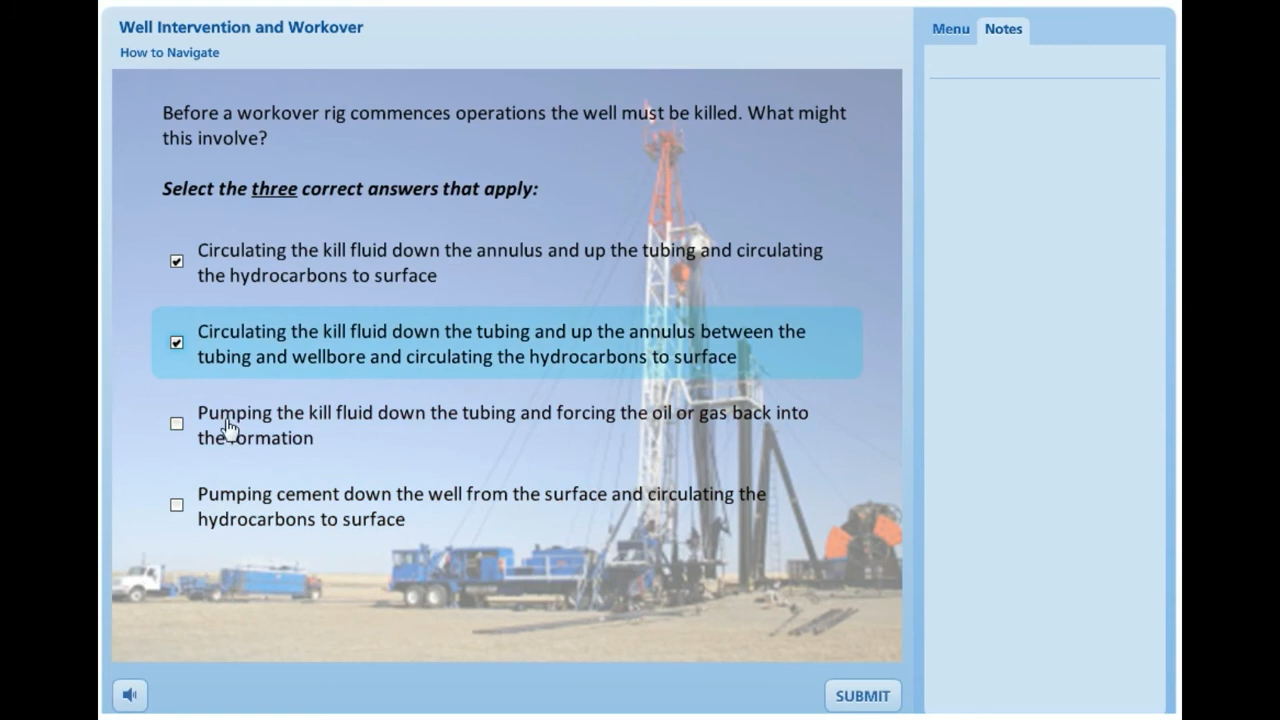 Well Intervention and Workover
How to Navigate
Menu
Notes
Before a workover rig commences operations the well must be killed. What might
this involve?
Select the three correct answers that apply:
Circulating the kill fluid down the annulus and up the tubing and circulating
the hydrocarbons to surface
Circulating the kill fluid down the tubing and up the annulus between the
tubing and wellbore and circulating the hydrocarbons to surface
Pumping the kill fluid down the tubing and forcing the oil or gas back into
the formation
Pumping cement down the well from the surface and circulating the
hydrocarbons to surface
SUBMIT